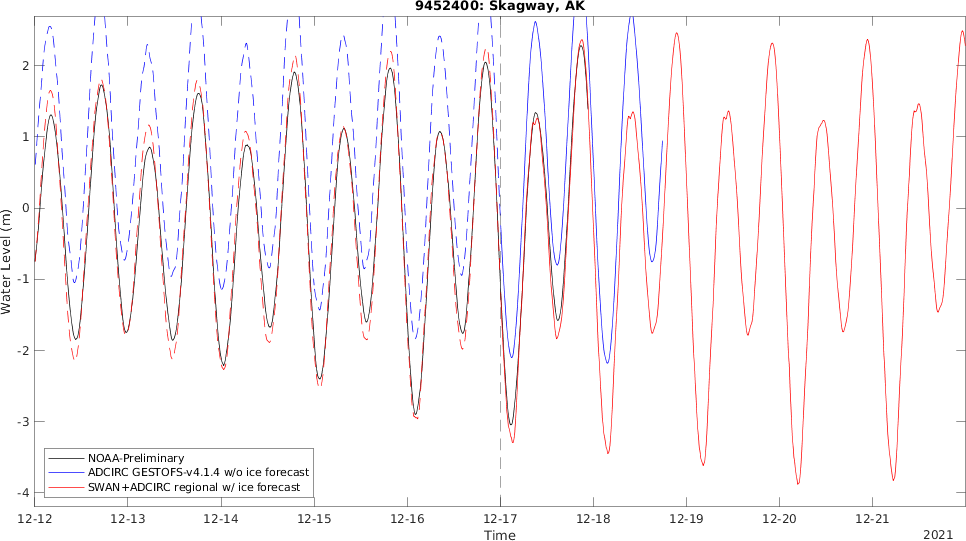 9452400: Skagway, AK
Water Level (m)
2
1
0
-1
-2
-3
-4
NOAA-Preliminary
ADCIRC GESTOFS-v4.1.4 w/o ice forecast
SWAN+ADCIRC regional w/ ice forecast
12-12 12-13 12-14 12-15 12-16 12-17 12-18 12-19 12-20 12-21
Time
2021